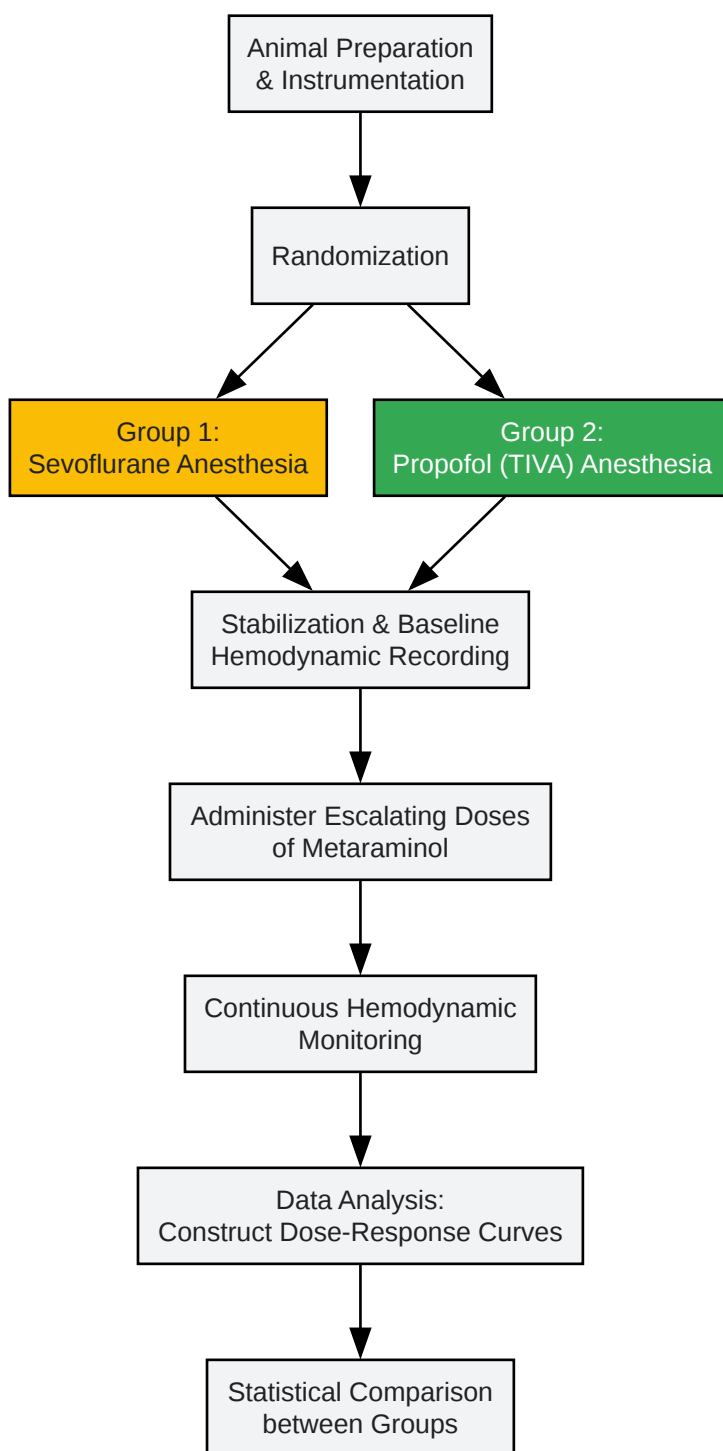 Animal Preparation
& Instrumentation
Randomization
Group 1:
Sevoflurane Anesthesia
Group 2:
Propofol (TIVA) Anesthesia
Stabilization & Baseline
Hemodynamic Recording
Administer Escalating Doses
of Metaraminol
Continuous Hemodynamic
Monitoring
Data Analysis:
Construct Dose-Response Curves
Statistical Comparison
between Groups